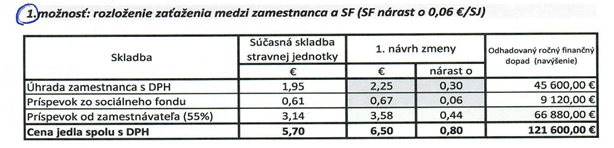 1.možnosť: rozloženie zaťaženia medzi zamestnanca a SF (SF nárast o 0,06 €/SJ)
Skladba Súčasná skladba stravnej jednotky 1. návrh zmeny Odhadovaný ročný finančný dopad (navýšenie)
€ € nárast o
Úhrada zamestnanca s DPH 1,95 2,25 0,30 45 600,00 €
Príspevok zo sociálneho fondu 0,61 0,67 0,06 9 120,00 €
Príspevok od zamestnávateľa (55%) 3,14 3,58 0,44 66 880,00 €
Cena jedla spolu s DPH 5,70 6,50 0,80 121 600,00 €